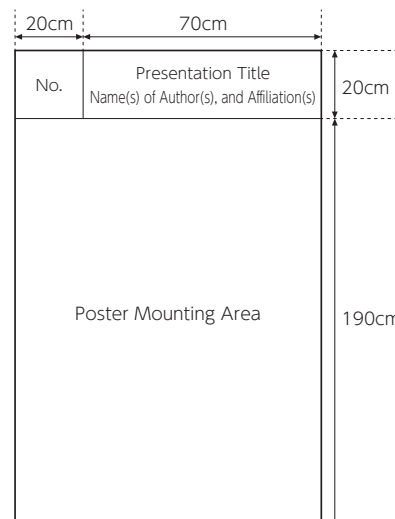 20cm
70cm
No.
Presentation Title
Name(s) of Author(s), and Affiliation(s)
20cm
Poster Mounting Area
190cm